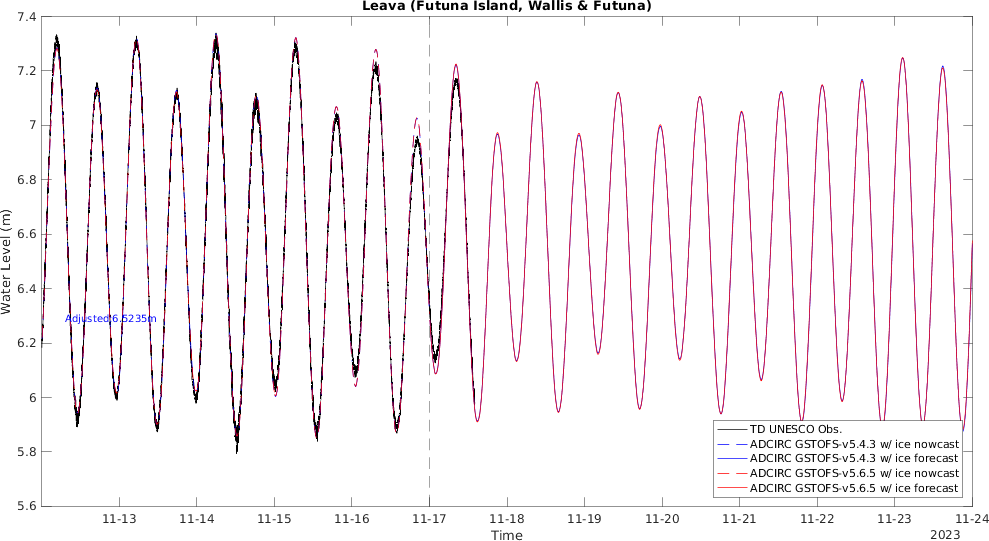 Leava (Futuna Island, Wallis & Futuna)
7.4
7.2
7
6.8
6.6
6.4
6.2
6
5.8
5.6
Water Level (m)
Adjusted 6.5235m
TD UNESCO Obs.
ADCIRC GSTOFS-v5.4.3 w/ ice nowcast
ADCIRC GSTOFS-v5.4.3 w/ ice forecast
ADCIRC GSTOFS-v5.6.5 w/ ice nowcast
ADCIRC GSTOFS-v5.6.5 w/ ice forecast
11-13 11-14 11-15 11-16 11-17 11-18 11-19 11-20 11-21 11-22 11-23 11-24
Time
2023